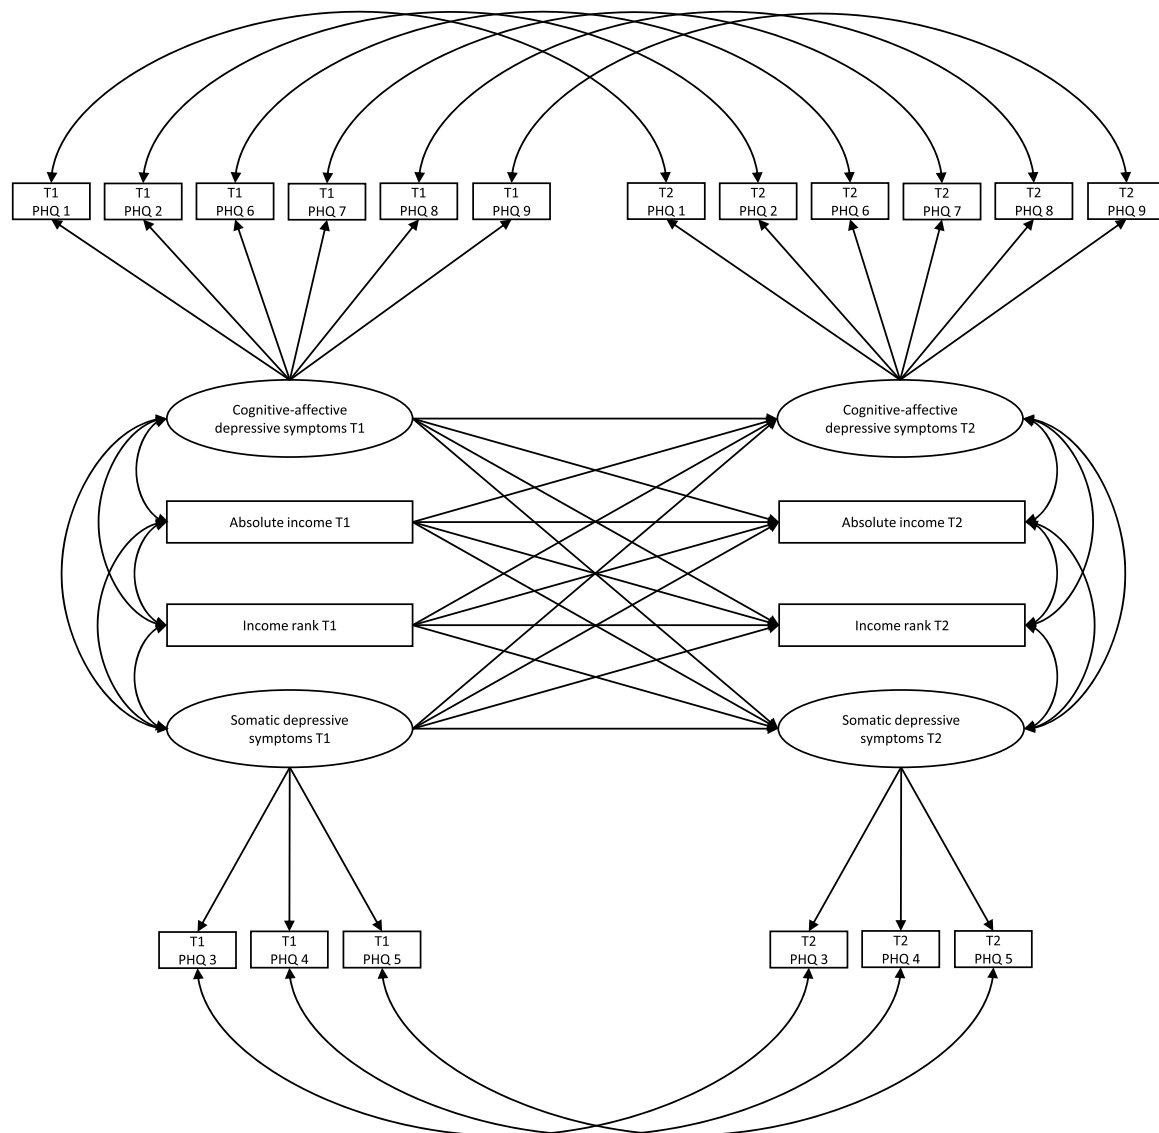 T1
PHQ 1
T1
PHQ 2
T1
PHQ 6
T1
PHQ 7
T1
PHQ 8
T1
PHQ 9
T2
PHQ 1
T2
PHQ 2
T2
PHQ 6
T2
PHQ 7
T2
PHQ 8
T2
PHQ 9
Cognitive-affective
depressive symptoms T1
Cognitive-affective
depressive symptoms T2
Absolute income T1
Absolute income T2
Income rank T1
Income rank T2
Somatic depressive
symptoms T1
Somatic depressive
symptoms T2
T1
PHQ 3
T1
PHQ 4
T1
PHQ 5
T2
PHQ 3
T2
PHQ 4
T2
PHQ 5